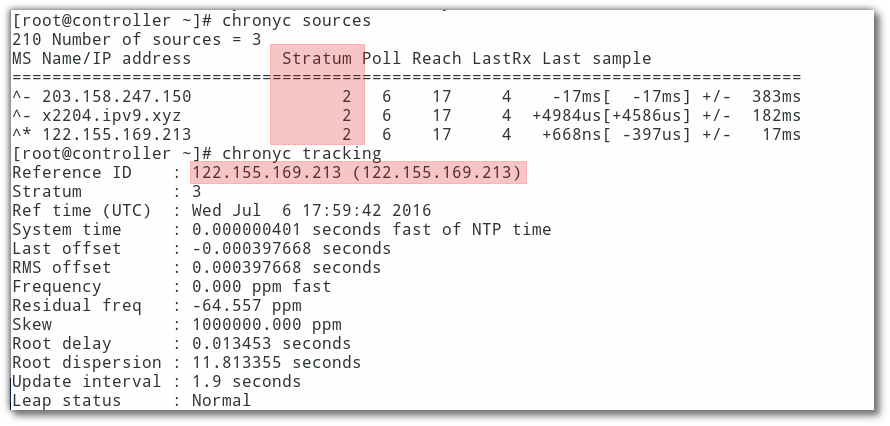 [root@controller ~]# chronyc sources
210 Number of sources = 3
MS Name/IP address         Stratum Poll Reach LastRx Last sample
===============================================================================
^- 203.158.247.150               2   6    17     4    -17ms[  -17ms] +/-  383ms
^- x2204.ipv9.xyz                2   6    17     4  +4984us[+4586us] +/-  182ms
^* 122.155.169.213               2   6    17     4   +668ns[ -397us] +/-   17ms
[root@controller ~]# chronyc tracking
Reference ID    : 122.155.169.213 (122.155.169.213)
Stratum         : 3
Ref time (UTC)  : Wed Jul  6 17:59:42 2016
System time     : 0.000000401 seconds fast of NTP time
Last offset     : -0.000397668 seconds
RMS offset      : 0.000397668 seconds
Frequency       : 0.000 ppm fast
Residual freq   : -64.557 ppm
Skew            : 1000000.000 ppm
Root delay      : 0.013453 seconds
Root dispersion : 11.813355 seconds
Update interval : 1.9 seconds
Leap status     : Normal